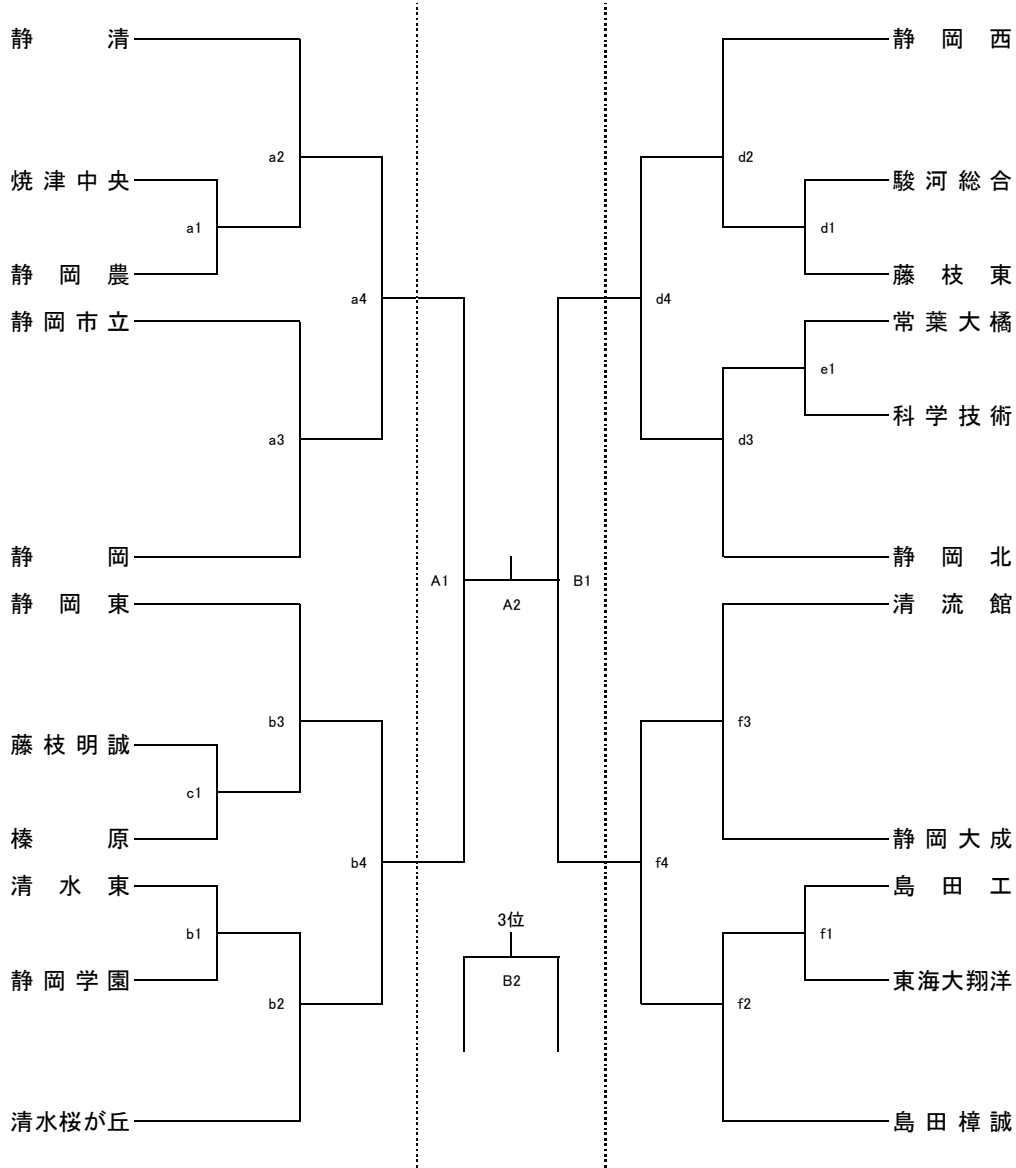 静清
a2
焼津中央
a1
静岡農
a4
静岡市立
a3
静岡
A1
静岡東
b3
藤枝明誠
c1
榛原
b4
清水東
b1
静岡学園
b2
清水桜が丘
A2
3位
B2
静岡西
d2
駿河総合
d1
藤枝東
d4
常葉大橘
e1
科学技術
d3
静岡北
B1
清流館
f3
静岡大成
f4
島田工
f1
東海大翔洋
f2
島田樟誠